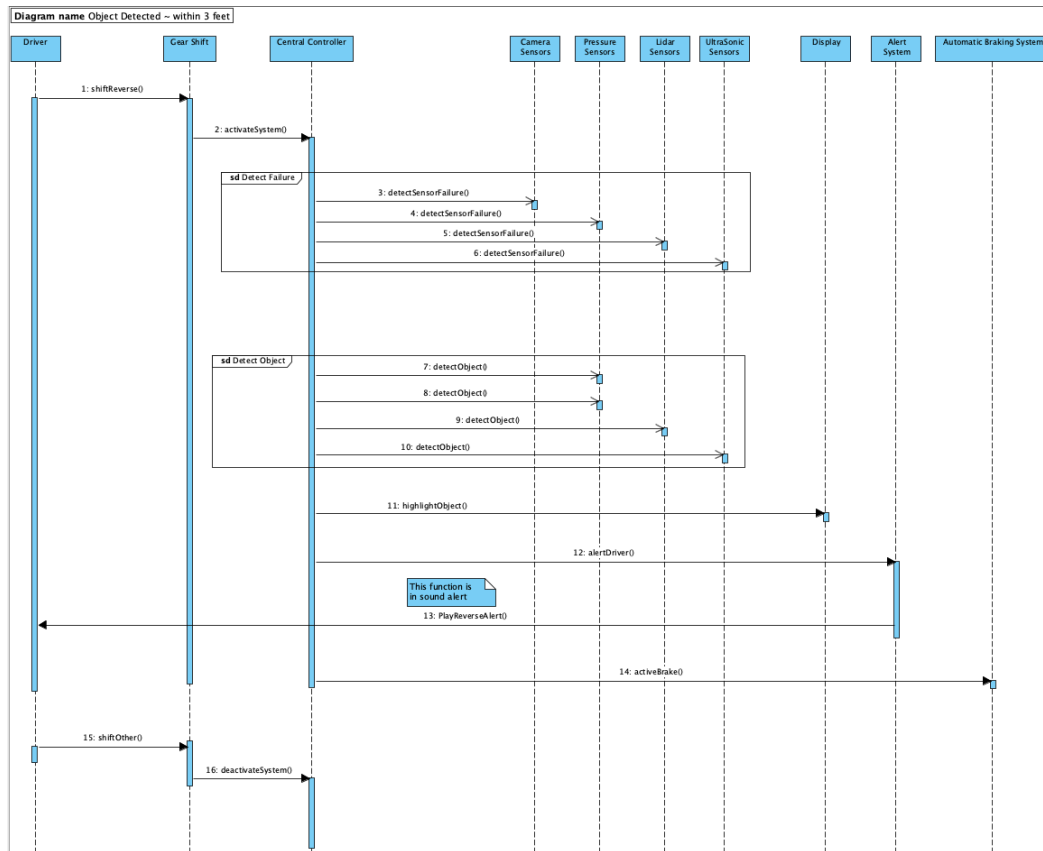 Diagram name Object Detected ~ within 3 feet
Driver
Gear Shift
Central Controller
Camera
Sensors
Pressure
Sensors
Lidar
Sensors
UltraSonic
Sensors
Display
Alert
System
Automatic Braking System
1: shiftReverse()
2: activateSystem()
sd Detect Failure
3: detectSensorFailure()
4: detectSensorFailure()
5: detectSensorFailure()
6: detectSensorFailure()
sd Detect Object
7: detectObject()
8: detectObject()
9: detectObject()
10: detectObject()
11: highlightObject()
12: alertDriver()
This function is
in sound alert
13: PlayReverseAlert()
14: activeBrake()
15: shiftOther()
16: deactivateSystem()